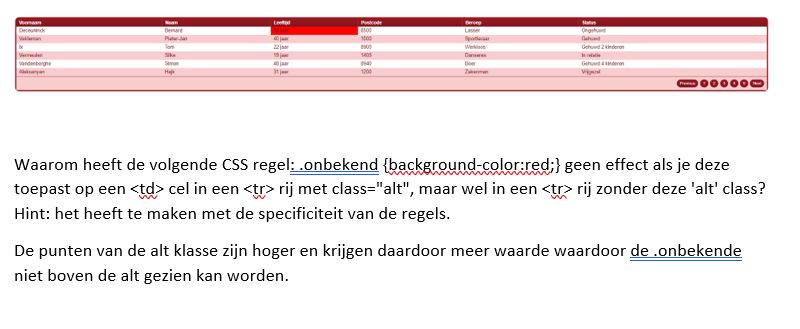 Voornaam Naam Leeftijd Postcode Beroep Status
Deceuninck Bernard 8500 Lasser Ongehuwd
Vekleman Pieter-Jan 40 jaar 1000 Sportleraar Gehuwd
Ix Tom 22 jaar 8900 Werkloos Gehuwd 2 kinderen
Vermeulen Silke 19 jaar 1405 Danseres In relatie
Vandenberghe Simon 48 jaar 8940 Boer Gehuwd 4 kinderen
Aleksanyan Hajk 31 jaar 1200 Zakenman Vrijgezel
Previous 1 2 3 4 5 Next
Waarom heeft de volgende CSS regel: .onbekend {background-color:red;} geen effect als je deze
toepast op een <td> cel in een <tr> rij met class="alt", maar wel in een <tr> rij zonder deze 'alt' class?
Hint: het heeft te maken met de specificiteit van de regels.
De punten van de alt klasse zijn hoger en krijgen daardoor meer waarde waardoor de .onbekende
niet boven de alt gezien kan worden.